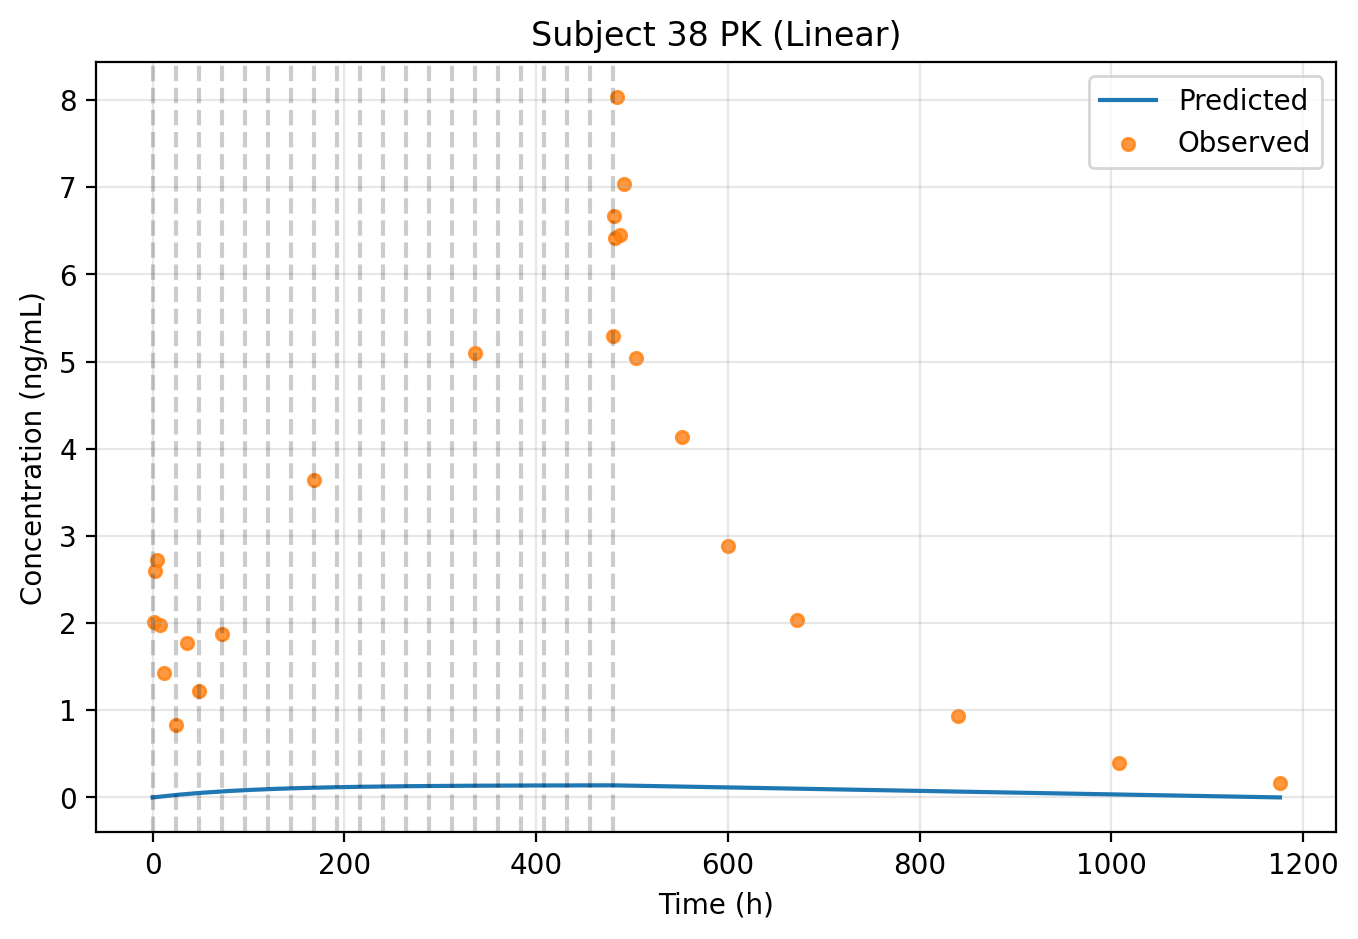 Subject 38 PK (Linear)
Predicted
Observed
Concentration (ng/mL)
8
7
6
5
4
3
2
1
0
0 200 400 600 800 1000 1200
Time (h)